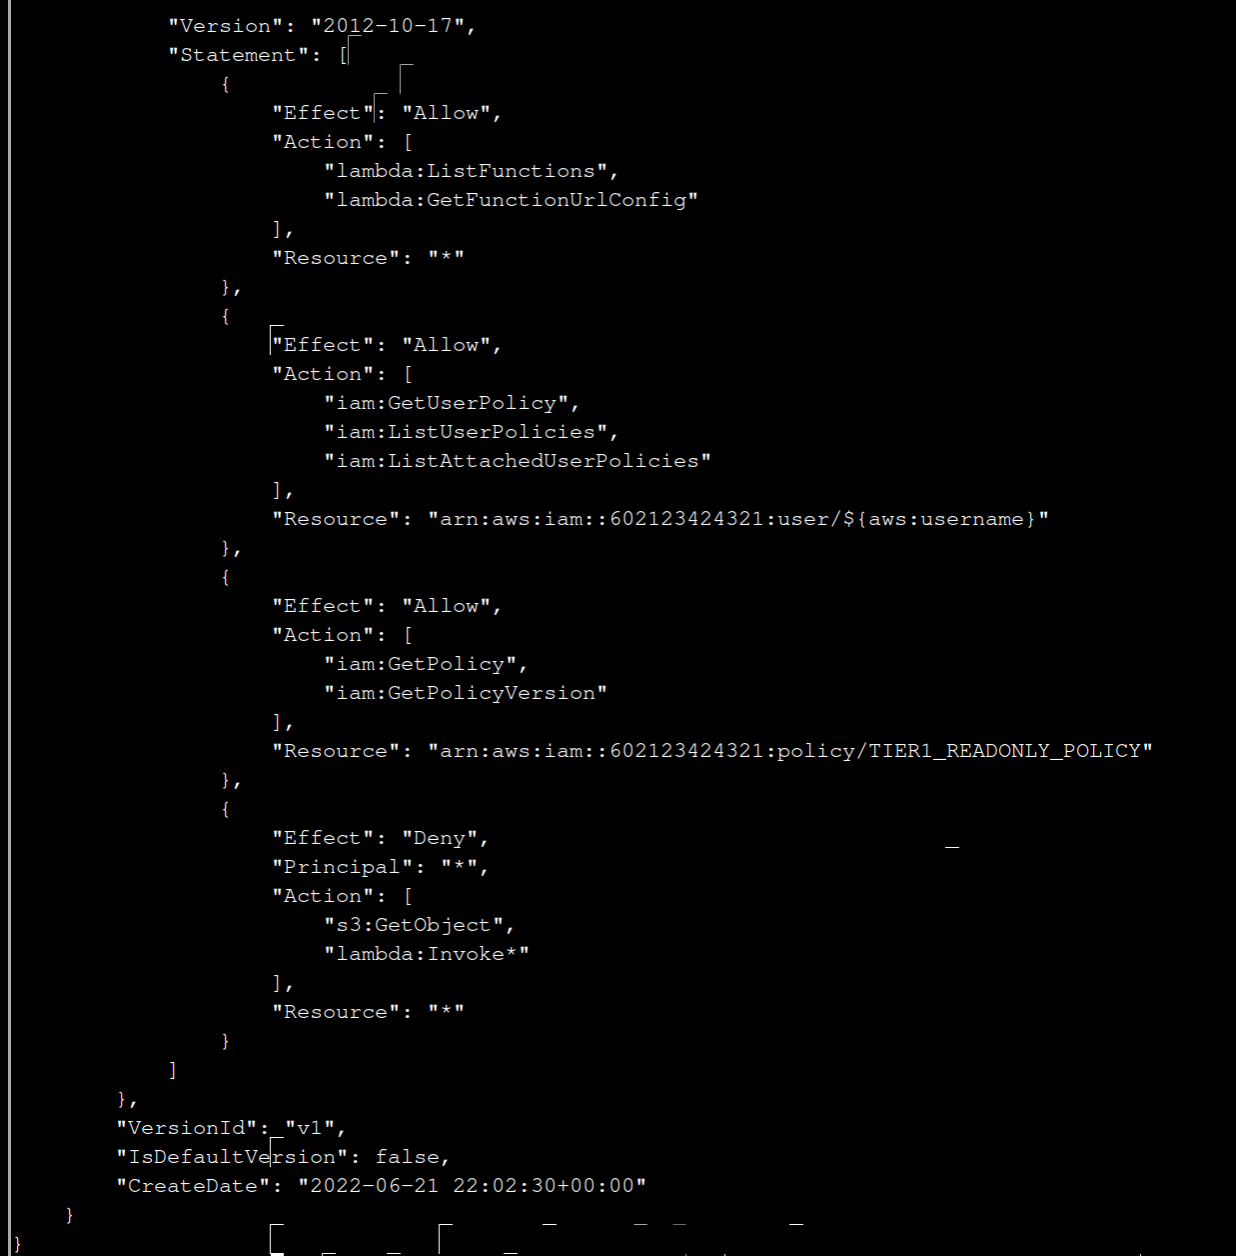 "Version": "2012-10-17",
"Statement": [
{
"Effect": "Allow",
"Action": [
"lambda:ListFunctions",
"lambda:GetFunctionUrlConfig"
],
"Resource": "*"
},
{
"Effect": "Allow",
"Action": [
"iam:GetUserPolicy",
"iam:ListUserPolicies",
"iam:ListAttachedUserPolicies"
],
"Resource": "arn:aws:iam::602123424321:user/${aws:username}"
},
{
"Effect": "Allow",
"Action": [
"iam:GetPolicy",
"iam:GetPolicyVersion"
],
"Resource": "arn:aws:iam::602123424321:policy/TIER1_READONLY_POLICY"
},
{
"Effect": "Deny",
"Principal": "*",
"Action": [
"s3:GetObject",
"lambda:Invoke*"
],
"Resource": "*"
}
]
},
"VersionId": "v1",
"IsDefaultVersion": false,
"CreateDate": "2022-06-21 22:02:30+00:00"
}
}